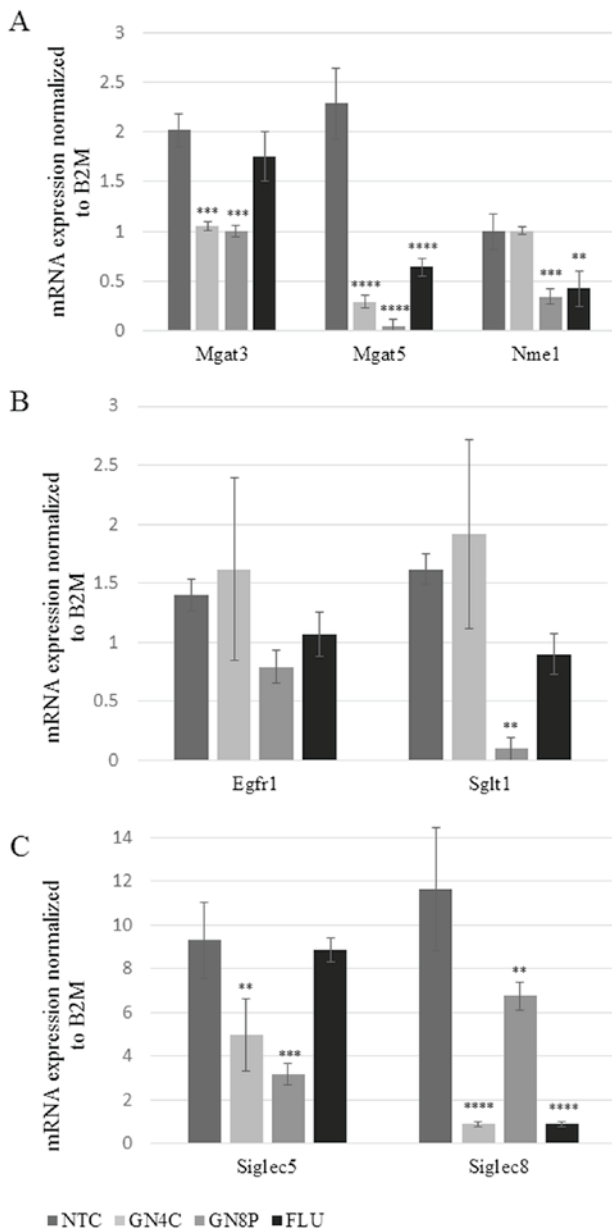 A
mRNA expression normalized
to B2M
3
2.5
2
1.5
1
0.5
0
*** ***
**** **** ****
*** **
Mgat3 Mgat5 Nme1
B
mRNA expression normalized
to B2M
3
2.5
2
1.5
1
0.5
0
**
Egfr1 Sglt1
C
mRNA expression normalized
to B2M
14
12
10
8
6
4
2
0
** ***
**** ** ****
Siglec5 Siglec8
NTC GN4C GN8P FLU